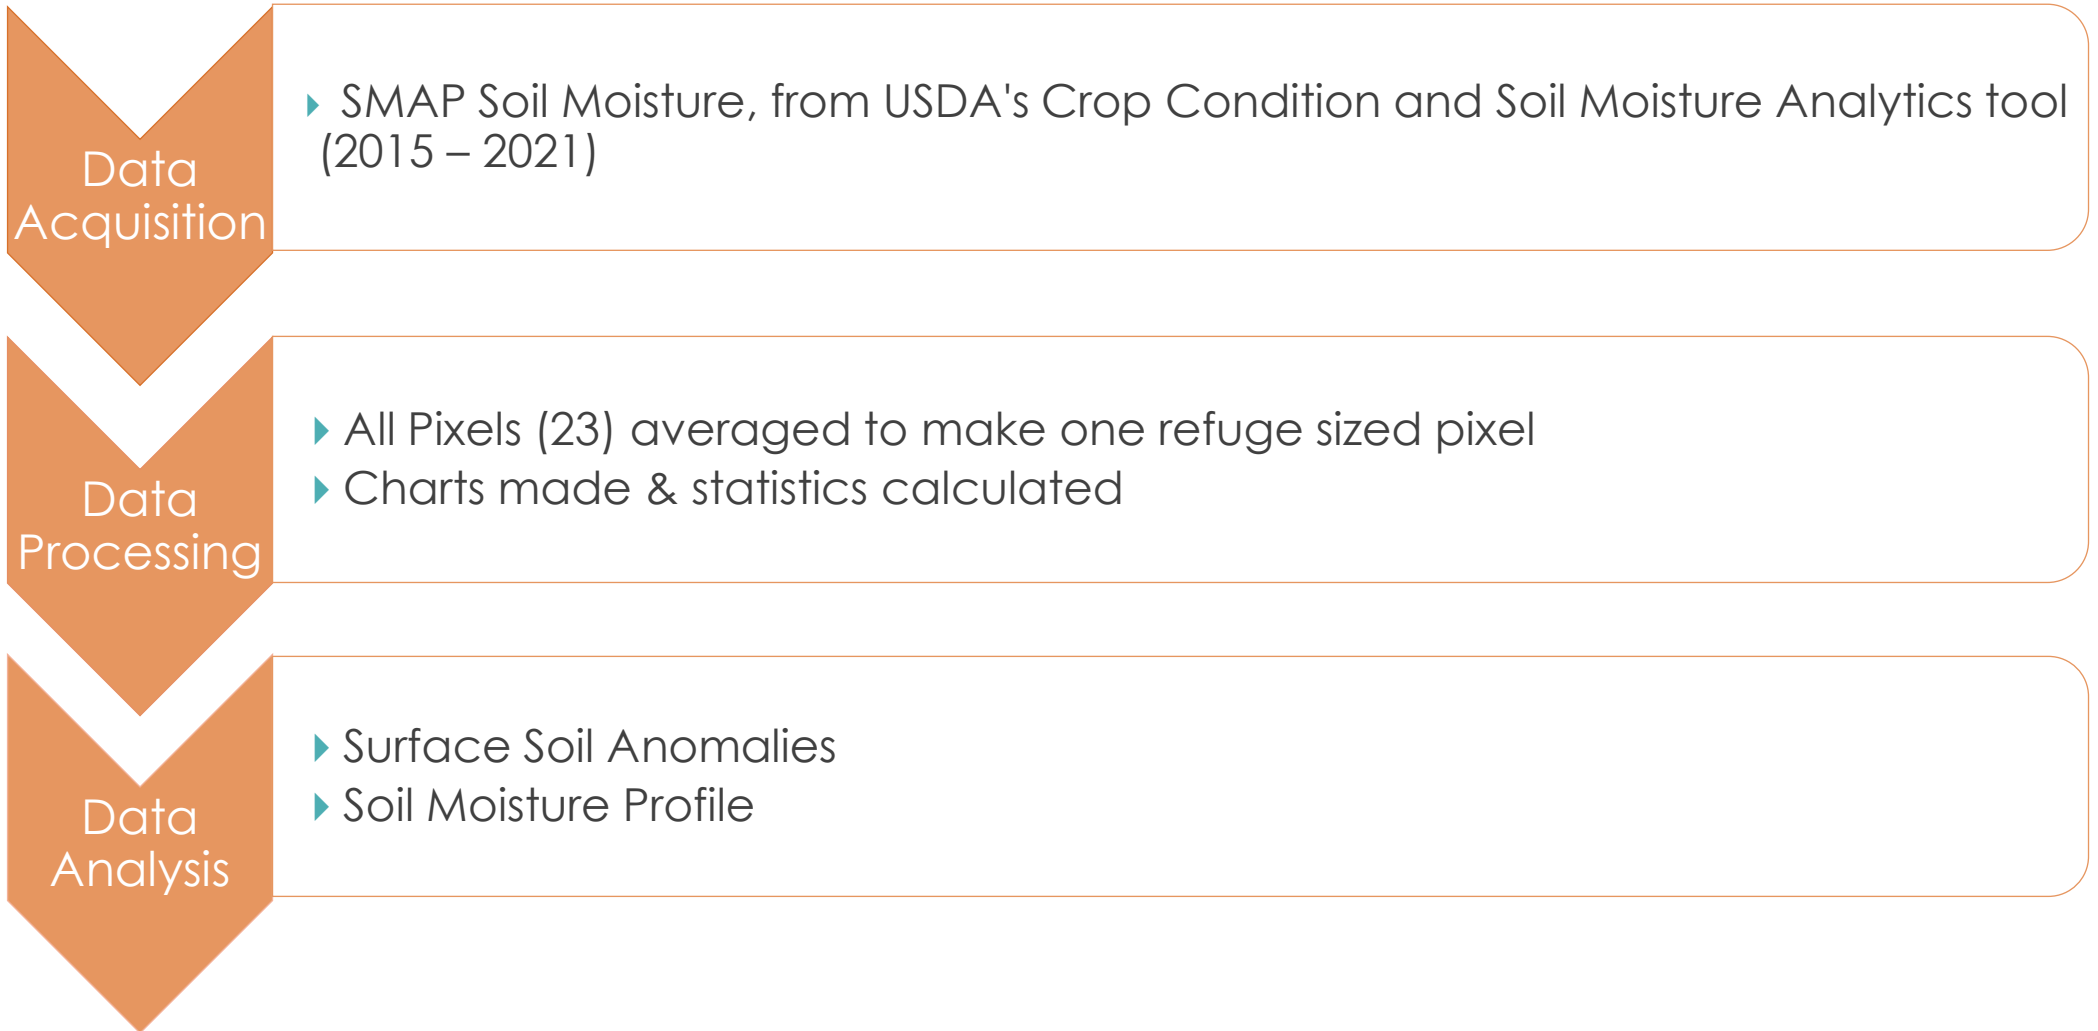 Data
Acquisition
SMAP Soil Moisture, from USDA's Crop Condition and Soil Moisture Analytics tool
(2015 – 2021)
Data
Processing
All Pixels (23) averaged to make one refuge sized pixel
Charts made & statistics calculated
Data
Analysis
Surface Soil Anomalies
Soil Moisture Profile